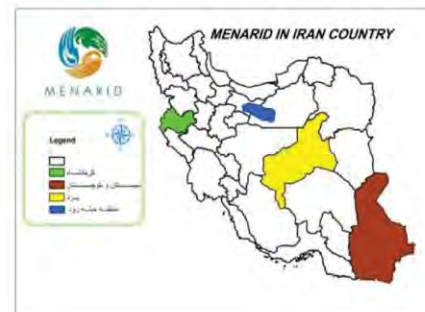 MENARID IN IRAN COUNTRY
MENARID
Legend
کرمانشاه
سیستان و بلوچستان
یزد
منطقه حبله رود